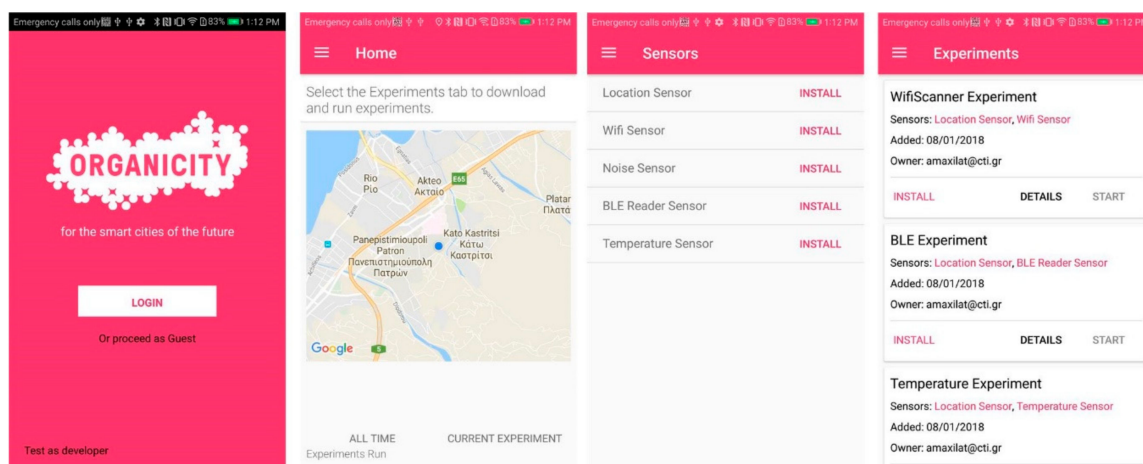 Emergency calls only 83% 1:12 PM
ORGANICITY
for the smart cities of the future
LOGIN
Or proceed as Guest
Test as developer
Emergency calls only 83% 1:12 PM
Home
Select the Experiments tab to download
and run experiments.
Rio
Ρίο
Akteo
Ακταίο
E65
Platan
Πλατά
Panepistimioupoli
Patron
Πανεπιστημιούπολη
Πατρών
Kato Kastritsi
Κάτω
Καστρίτσι
Google
5
ALL TIME
CURRENT EXPERIMENT
Experiments Run
Emergency calls only 83% 1:12 PM
Sensors
Location Sensor INSTALL
Wifi Sensor INSTALL
Noise Sensor INSTALL
BLE Reader Sensor INSTALL
Temperature Sensor INSTALL
Emergency calls only 83% 1:12 PM
Experiments
WifiScanner Experiment
Sensors: Location Sensor, Wifi Sensor
Added: 08/01/2018
Owner: amaxilat@cti.gr
INSTALL DETAILS START
BLE Experiment
Sensors: Location Sensor, BLE Reader Sensor
Added: 08/01/2018
Owner: amaxilat@cti.gr
INSTALL DETAILS START
Temperature Experiment
Sensors: Location Sensor, Temperature Sensor
Added: 08/01/2018
Owner: amaxilat@cti.gr